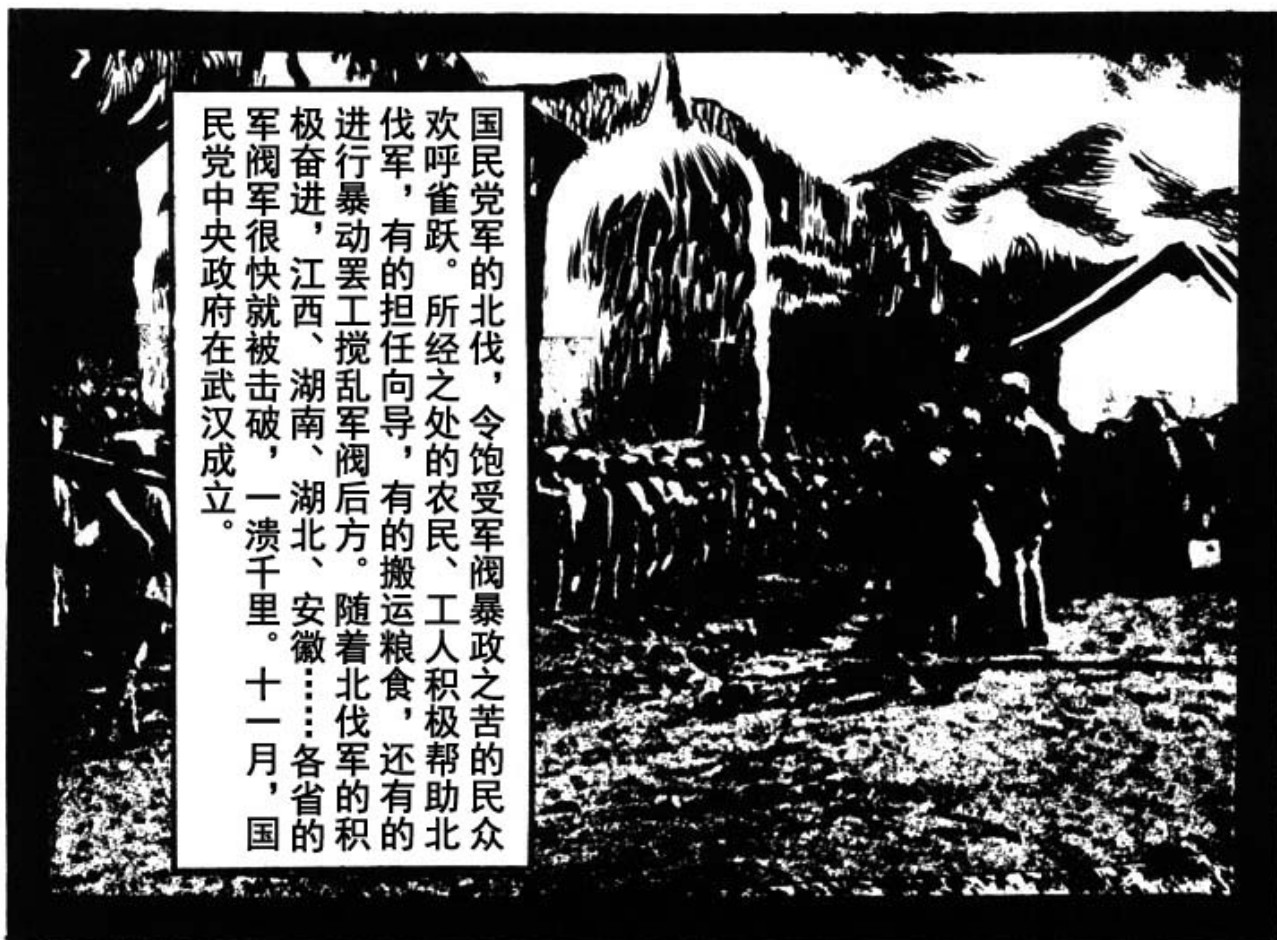 国民党军的北伐，令饱受军阀暴政之苦的民众
欢呼雀跃。所经之处的农民、工人积极帮助北
伐军，有的担任向导，有的搬运粮食，还有的
进行暴动罢工搅乱军阀后方。随着北伐军的积
极奋进，江西、湖南、湖北、安徽……各省的
军阀军很快就被击破，一溃千里。十一月，国
民党中央政府在武汉成立。